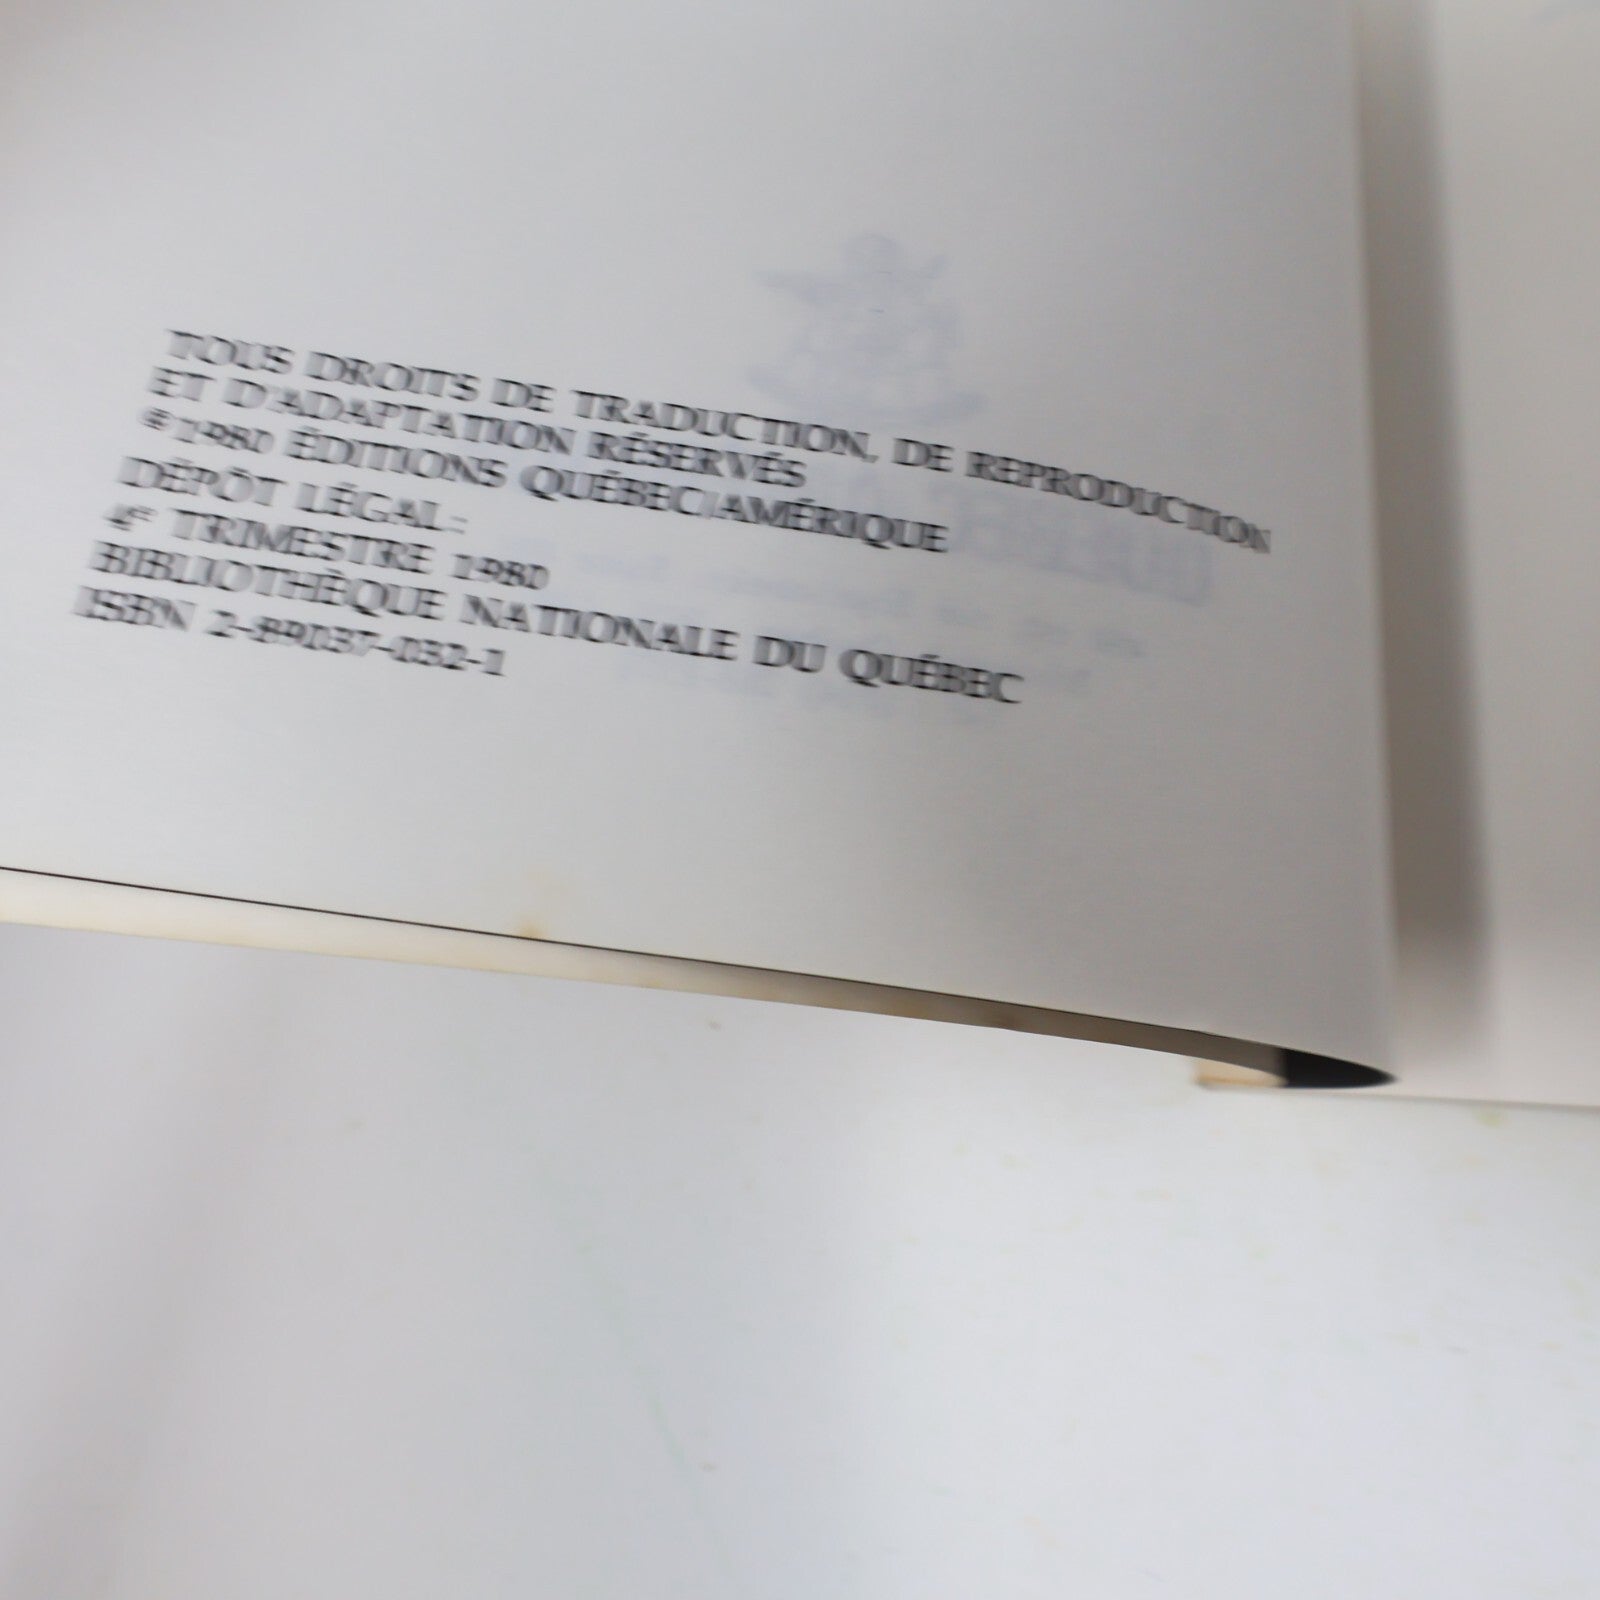 TOUS DROITS DE TRADUCTION, DE REPRODUCTION
ET D'ADAPTATION RÉSERVÉS
©1980 ÉDITIONS QUÉBEC/AMÉRIQUE
DÉPÔT LÉGAL:
4e TRIMESTRE 1980
BIBLIOTHÈQUE NATIONALE DU QUÉBEC
ISBN 2-89037-032-1